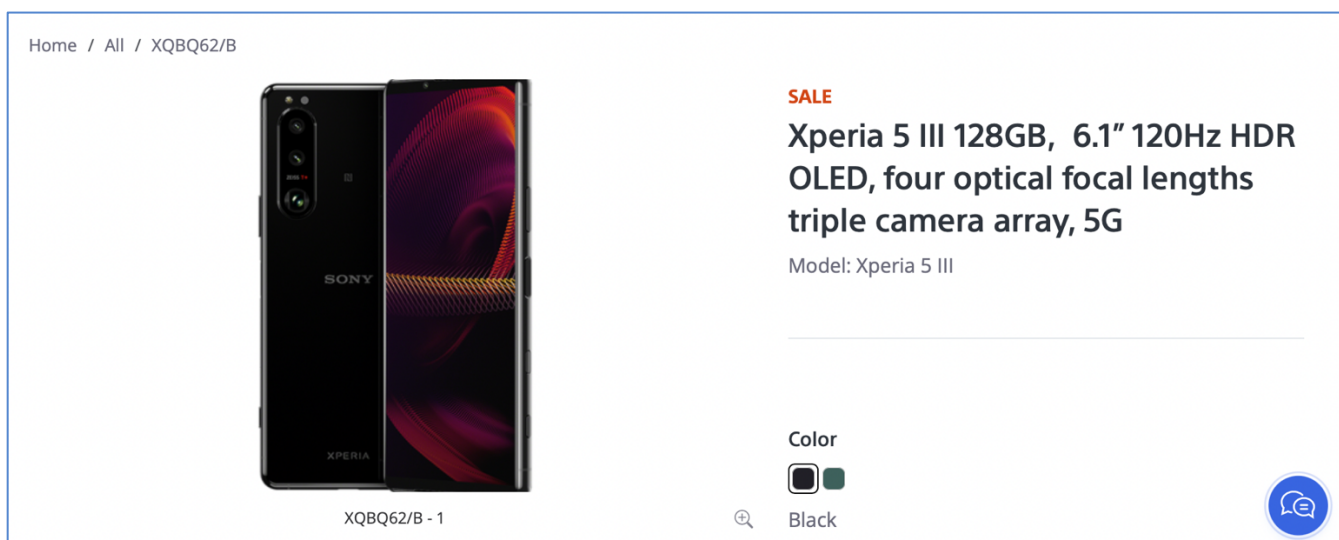 Home / All / XQBQ62/B
SALE
Xperia 5 III 128GB, 6.1" 120Hz HDR
OLED, four optical focal lengths
triple camera array, 5G
Model: Xperia 5 III
SONY
XPERIA
XQBQ62/B - 1
Color
Black